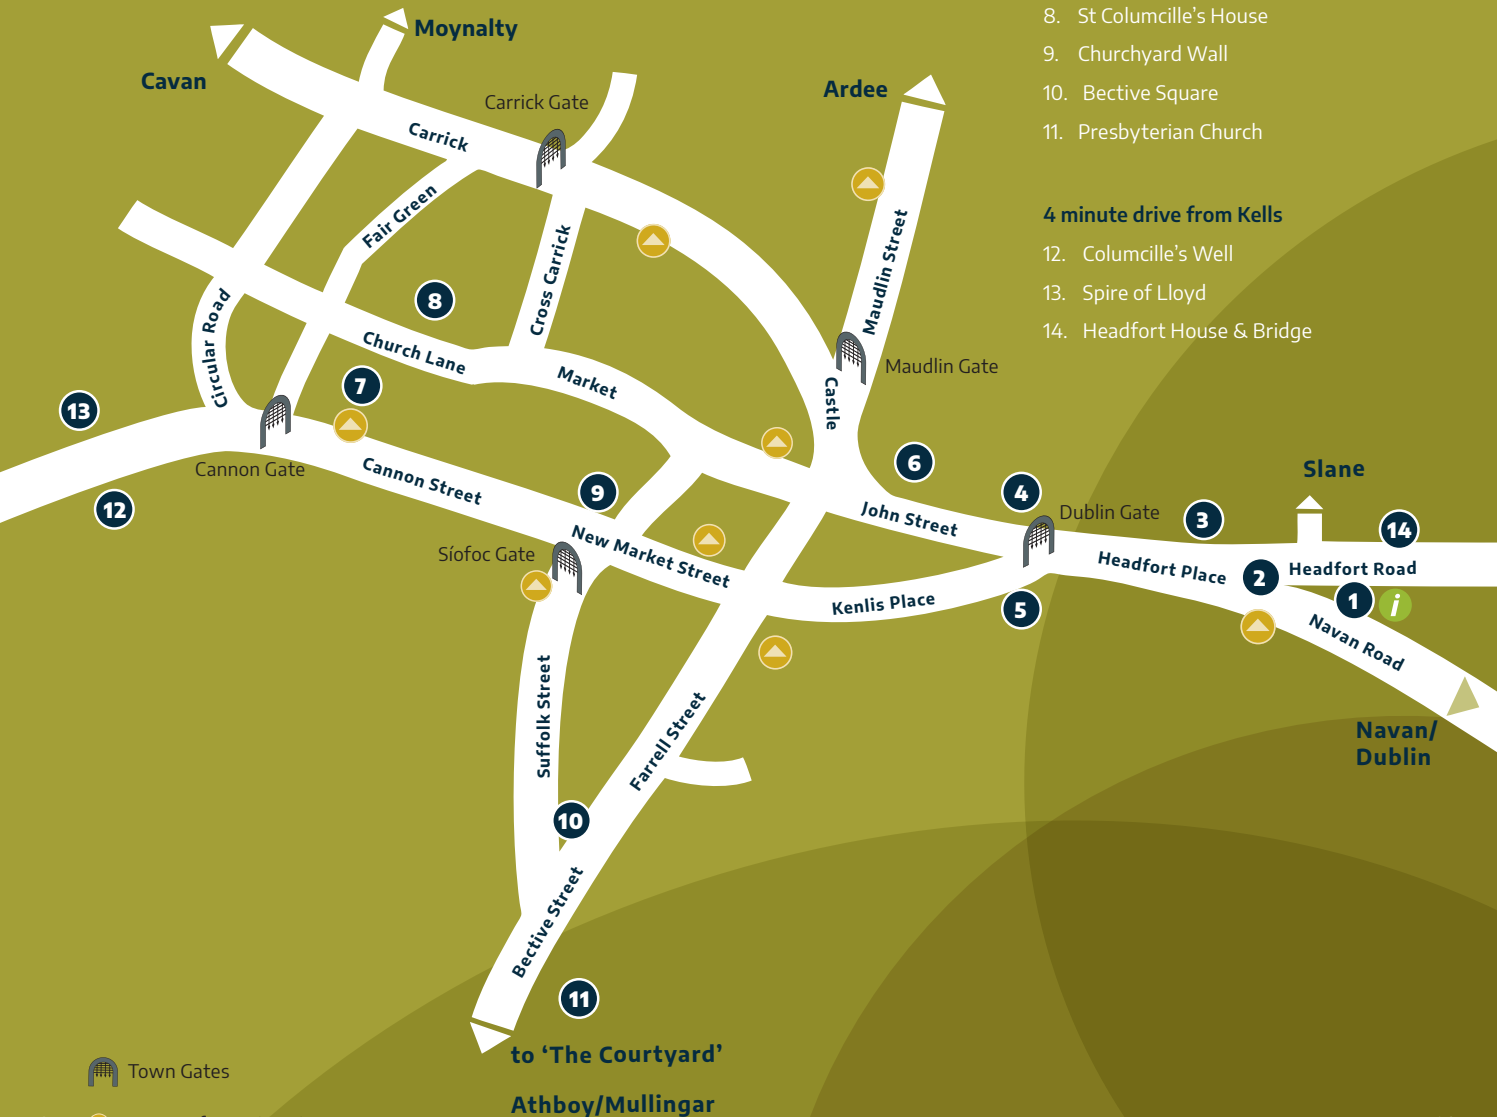 Moynalty
Cavan
Carrick Gate
Ardee
Carrick
Fair Green
Cross Carrick
Maudlin Street
8
Circular Road
Church Lane
Market
Castle
Maudlin Gate
7
13
Cannon Gate
12
Cannon Street
9
6
John Street
4
Dublin Gate
3
Slane
14
Síofoc Gate
New Market Street
Kenlis Place
5
Headfort Place
2
Headfort Road
1
i
Navan Road
Navan/
Dublin
Suffolk Street
Farrell Street
10
Bective Street
11
to ‘The Courtyard’
Athboy/Mullingar
Town Gates
8. St Columcille’s House
9. Churchyard Wall
10. Bective Square
11. Presbyterian Church
4 minute drive from Kells
12. Columcille’s Well
13. Spire of Lloyd
14. Headfort House & Bridge